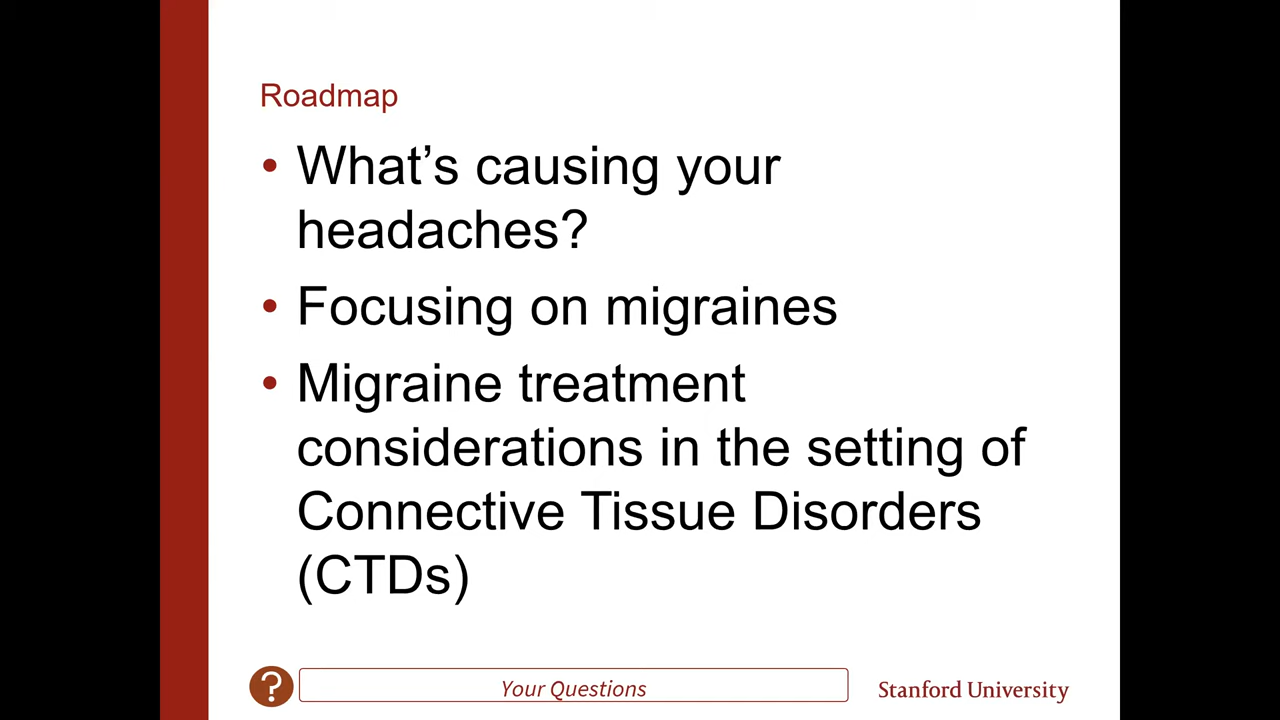 Roadmap
• What’s causing your
headaches?
• Focusing on migraines
• Migraine treatment
considerations in the setting of
Connective Tissue Disorders
(CTDs)
? Your Questions
Stanford University